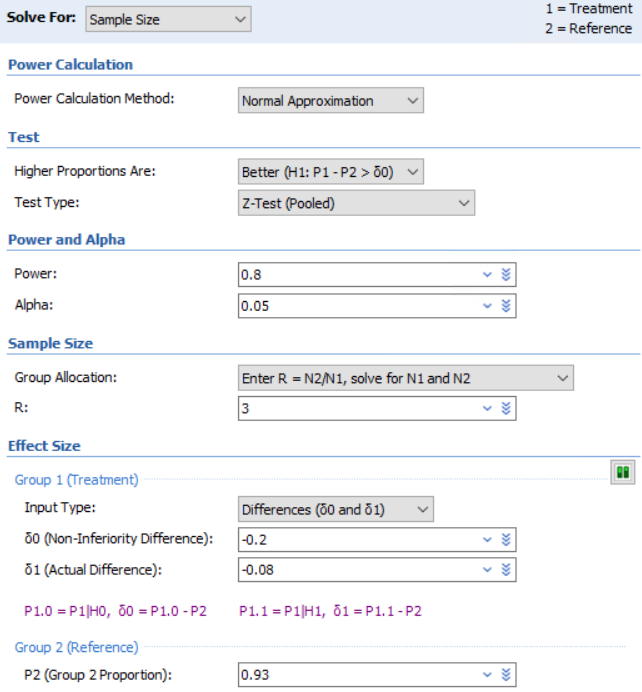 Solve For: Sample Size
1 = Treatment
2 = Reference
Power Calculation
Power Calculation Method: Normal Approximation
Test
Higher Proportions Are: Better (H1: P1 - P2 > δ0)
Test Type: Z-Test (Pooled)
Power and Alpha
Power: 0.8
Alpha: 0.05
Sample Size
Group Allocation: Enter R = N2/N1, solve for N1 and N2
R: 3
Effect Size
Group 1 (Treatment)
Input Type: Differences (δ0 and δ1)
δ0 (Non-Inferiority Difference): -0.2
δ1 (Actual Difference): -0.08
P1.0 = P1|H0, δ0 = P1.0 - P2 P1.1 = P1|H1, δ1 = P1.1 - P2
Group 2 (Reference)
P2 (Group 2 Proportion): 0.93